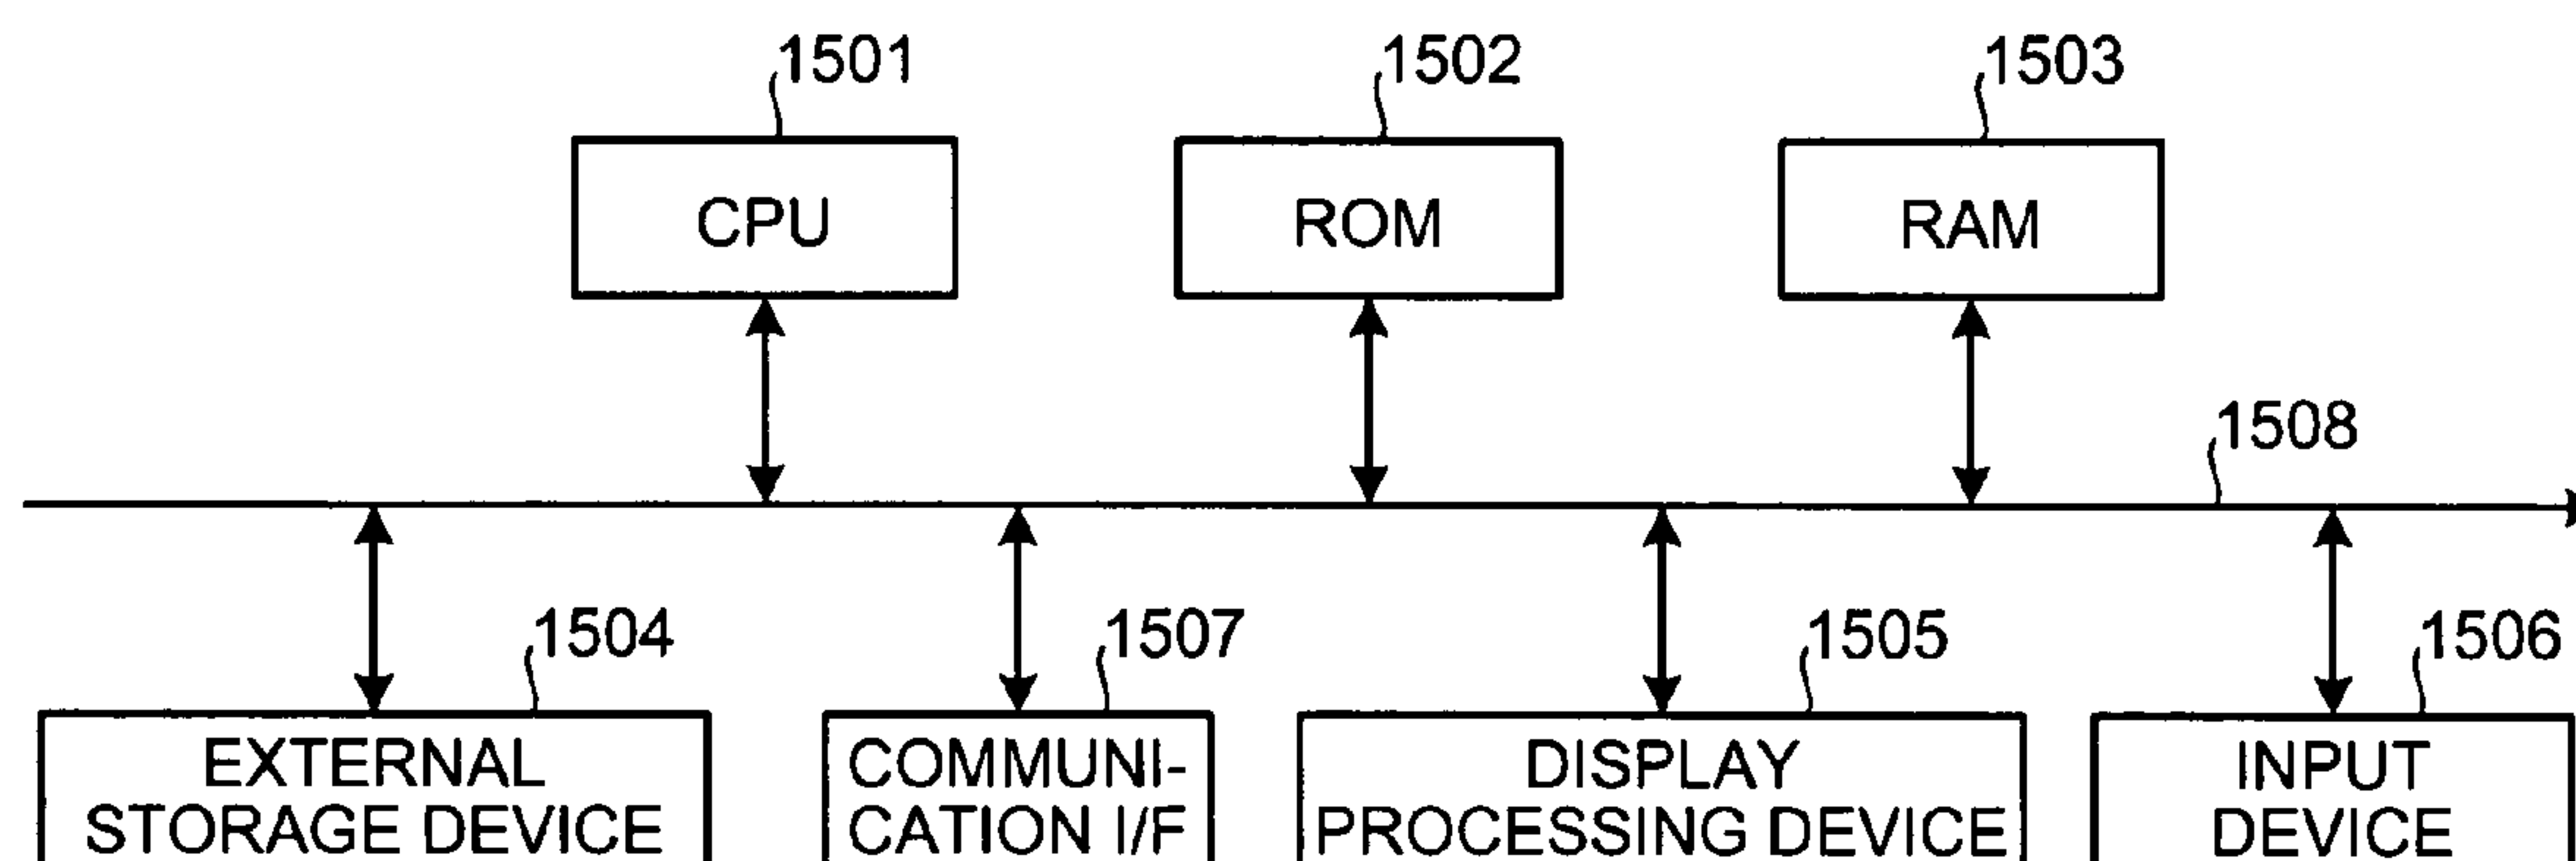 1501
1502
1503
CPU
ROM
RAM
1508
1504
1507
1505
1506
EXTERNAL
STORAGE DEVICE
COMMUNI-
CATION I/F
DISPLAY
PROCESSING DEVICE
INPUT
DEVICE